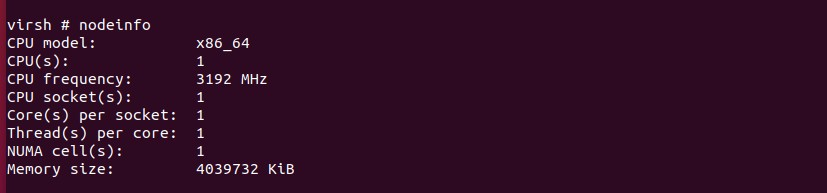 virsh # nodeinfo
CPU model:           x86_64
CPU(s):              1
CPU frequency:       3192 MHz
CPU socket(s):       1
Core(s) per socket:  1
Thread(s) per core:  1
NUMA cell(s):        1
Memory size:         4039732 KiB